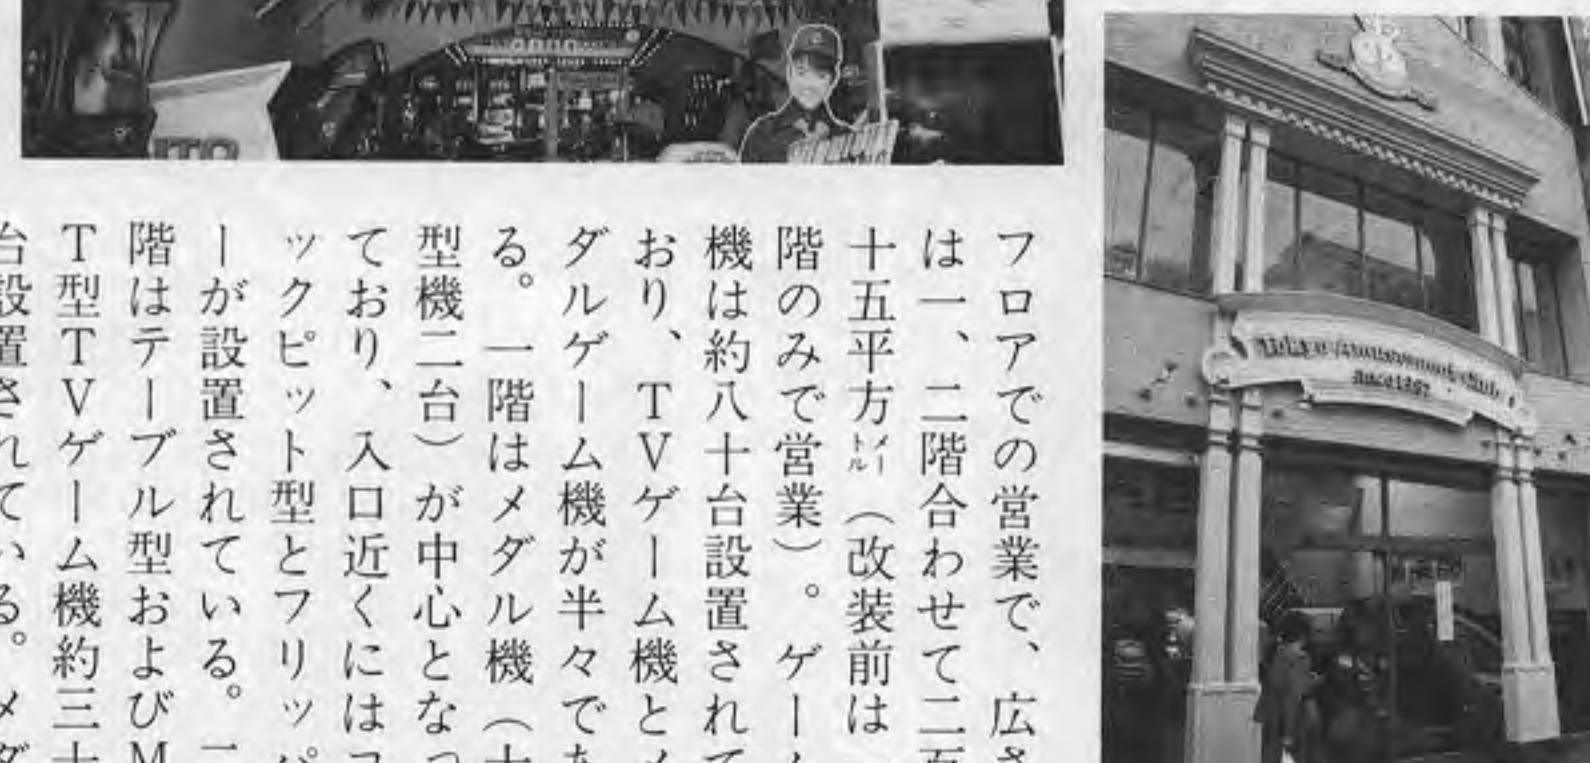 フロアでの営業で、広さ
は一、二階合わせて二百
十五平方メートル（改装前は一
階のみで営業）。ゲーム
機は約八十台設置されて
おり、TVゲーム機とメ
ダルゲーム機が半々であ
る。一階はメダル機（大
型機二台）が中心となっ
ており、入口近くにはコ
ックピット型とフリッパ
ーが設置されている。二
階はテーブル型およびM
T型TVゲーム機約三十
台設置されている。メダ
Tokyo Amusement Club
Since 1987